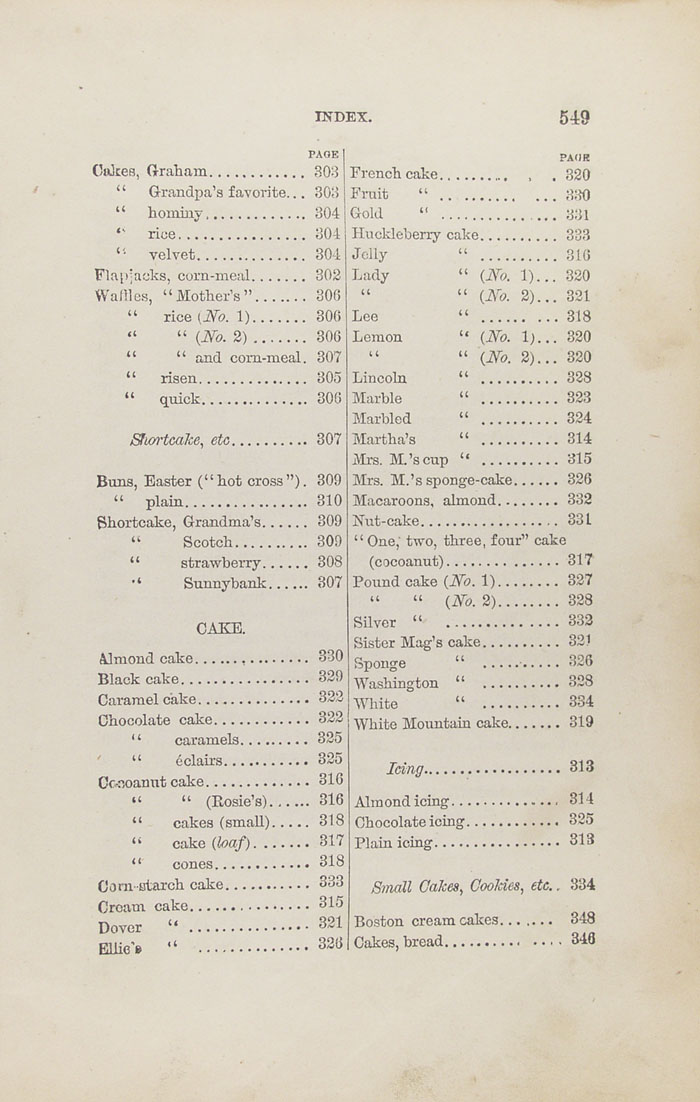 INDEX. 549
PAGE
Cakes, Graham............ 303
“ Grandpa's favorite... 303
“ hominy............. 304
“ rice................ 304
“ velvet.............. 304
Flapjacks, corn-meal....... 302
Waffles, “Mother's”....... 306
“ rice (No. 1)....... 306
“ “ (No. 2) ....... 306
“ “ and corn-meal. 307
“ risen.............. 305
“ quick.............. 306
Shortcake, etc.......... 307
Buns, Easter (“hot cross”). 309
“ plain................ 310
Shortcake, Grandma's...... 309
“ Scotch.......... 309
“ strawberry...... 308
“ Sunnybank...... 307
CAKE.
Almond cake............... 330
Black cake................. 329
Caramel cake.............. 322
Chocolate cake............ 322
“ caramels......... 325
“ éclairs........... 325
Cocoanut cake............. 316
“ “ (Rosie's)...... 316
“ cakes (small)..... 318
“ cake (loaf)........ 317
“ cones............ 318
Corn-starch cake........... 333
Cream cake............... 315
Dover “ ............... 321
Ellie's “ .............. 326
PAGE
French cake.......... . . 320
Fruit “ .......... ... 330
Gold “ .............. 331
Huckleberry cake.......... 333
Jelly “ .......... 316
Lady “ (No. 1)... 320
“ “ (No. 2)... 321
Lee “ ...... ... 318
Lemon “ (No. 1)... 320
“ “ (No. 2)... 320
Lincoln “ .......... 328
Marble “ .......... 323
Marbled “ .......... 324
Martha's “ .......... 314
Mrs. M.'s cup “ .......... 315
Mrs. M.'s sponge-cake...... 326
Macaroons, almond........ 332
Nut-cake................. 331
“One, two, three, four” cake
(cocoanut).............. 317
Pound cake (No. 1)........ 327
“ “ (No. 2)........ 328
Silver “ .............. 332
Sister Mag's cake.......... 321
Sponge “ .......... 326
Washington “ .......... 328
White “ .......... 334
White Mountain cake....... 319
Icing.................. 313
Almond icing............. 314
Chocolate icing............ 325
Plain icing................ 313
Small Cakes, Cookies, etc.. 334
Boston cream cakes....... 348
Cakes, bread.......... .... 346